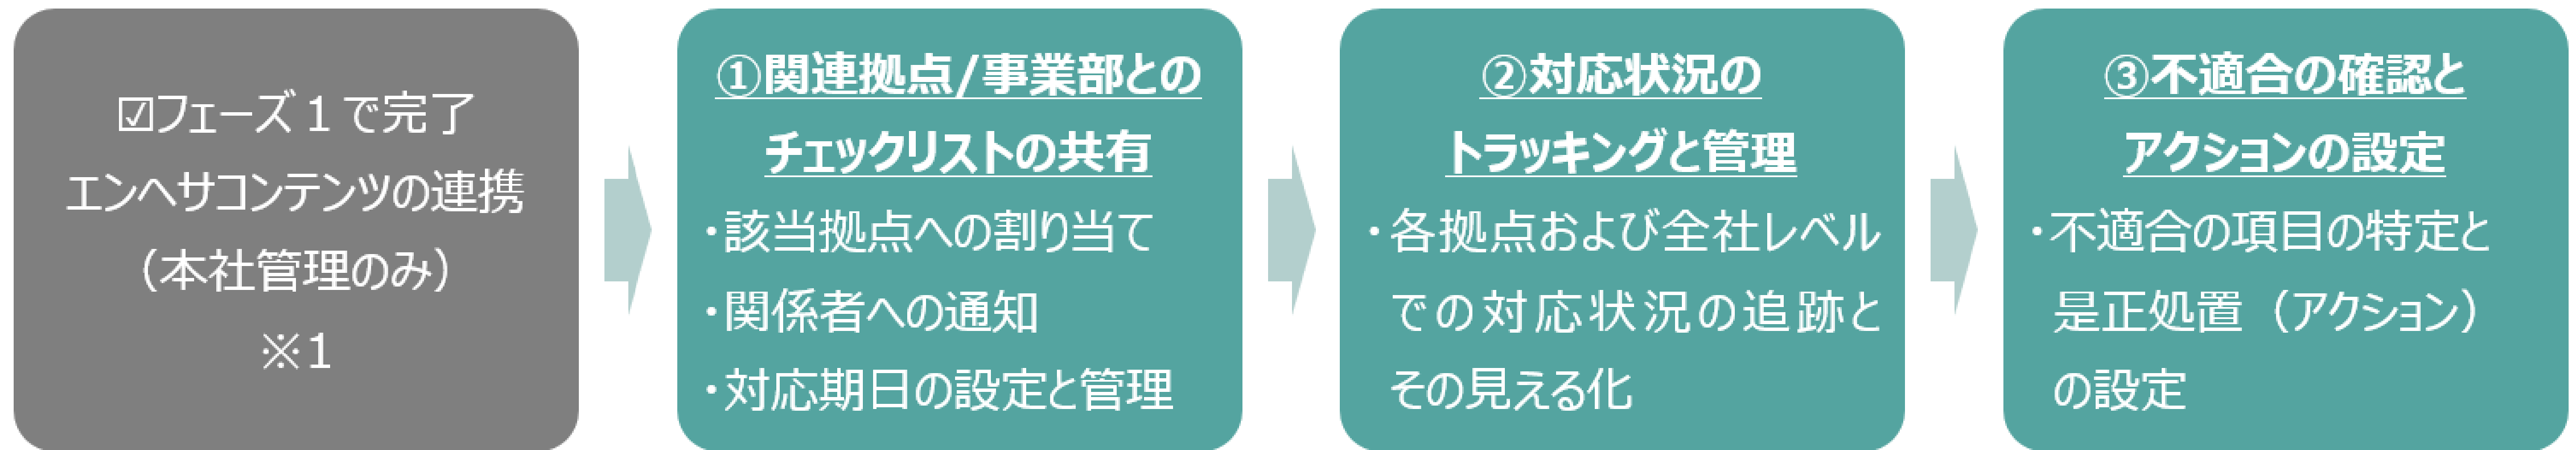 ☑フェーズ１で完了
エンヘサコンテンツの連携
（本社管理のみ）
※1
①関連拠点/事業部との
チェックリストの共有
・該当拠点への割り当て
・関係者への通知
・対応期日の設定と管理
②対応状況の
トラッキングと管理
・各拠点および全社レベル
での対応状況の追跡と
その見える化
③不適合の確認と
アクションの設定
・不適合の項目の特定と
是正処置（アクション）
の設定